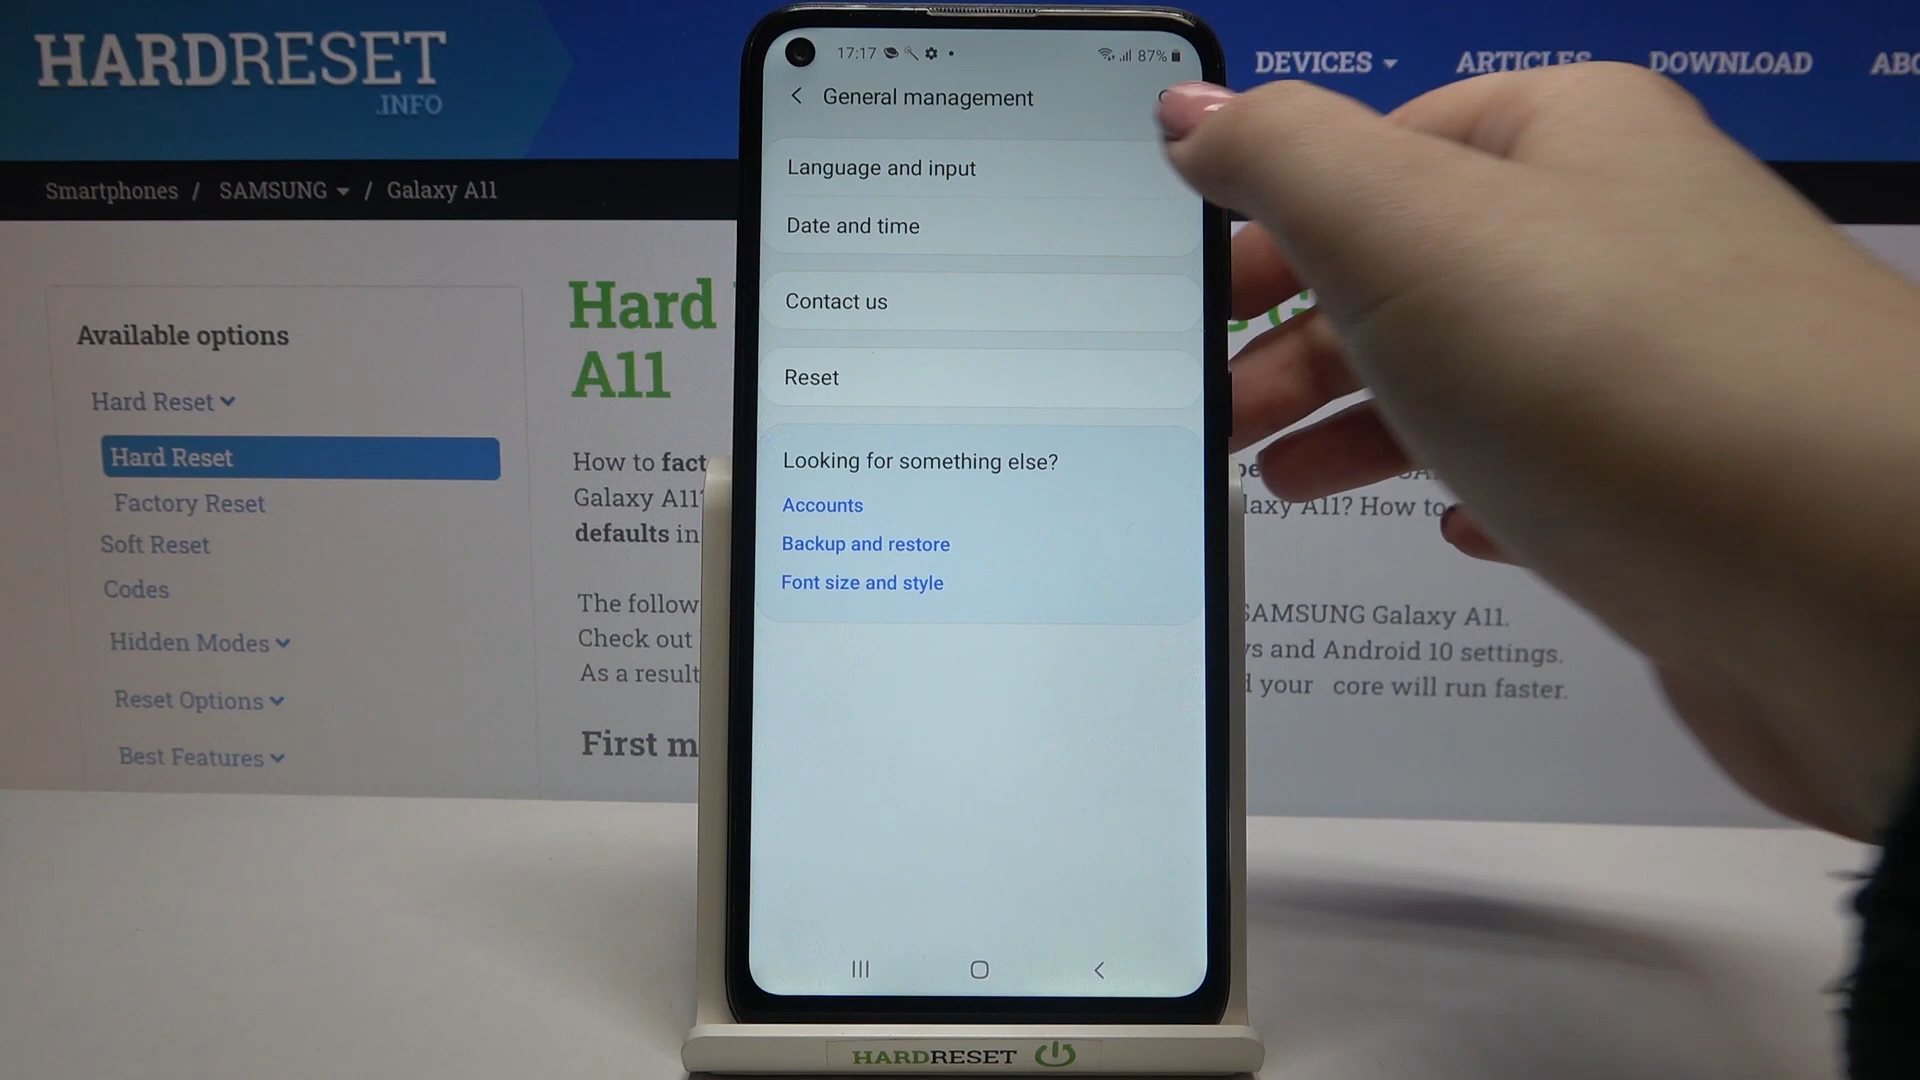 HARDRESET
.INFO
DEVICES
ARTICLES
DOWNLOAD
Smartphones / SAMSUNG / Galaxy A11
Available options
Hard Reset
Hard Reset
Factory Reset
Soft Reset
Codes
Hidden Modes
Reset Options
Best Features
Hard
A11
How to
Galaxy A11?
defaults in
The follow
Check out
As a result
First
17:17
87%
General management
Language and input
Date and time
Contact us
Reset
Looking for something else?
Accounts
Backup and restore
Font size and style
A11? How to
SAMSUNG Galaxy A11.
and Android 10 settings.
your core will run faster.
HARDRESET